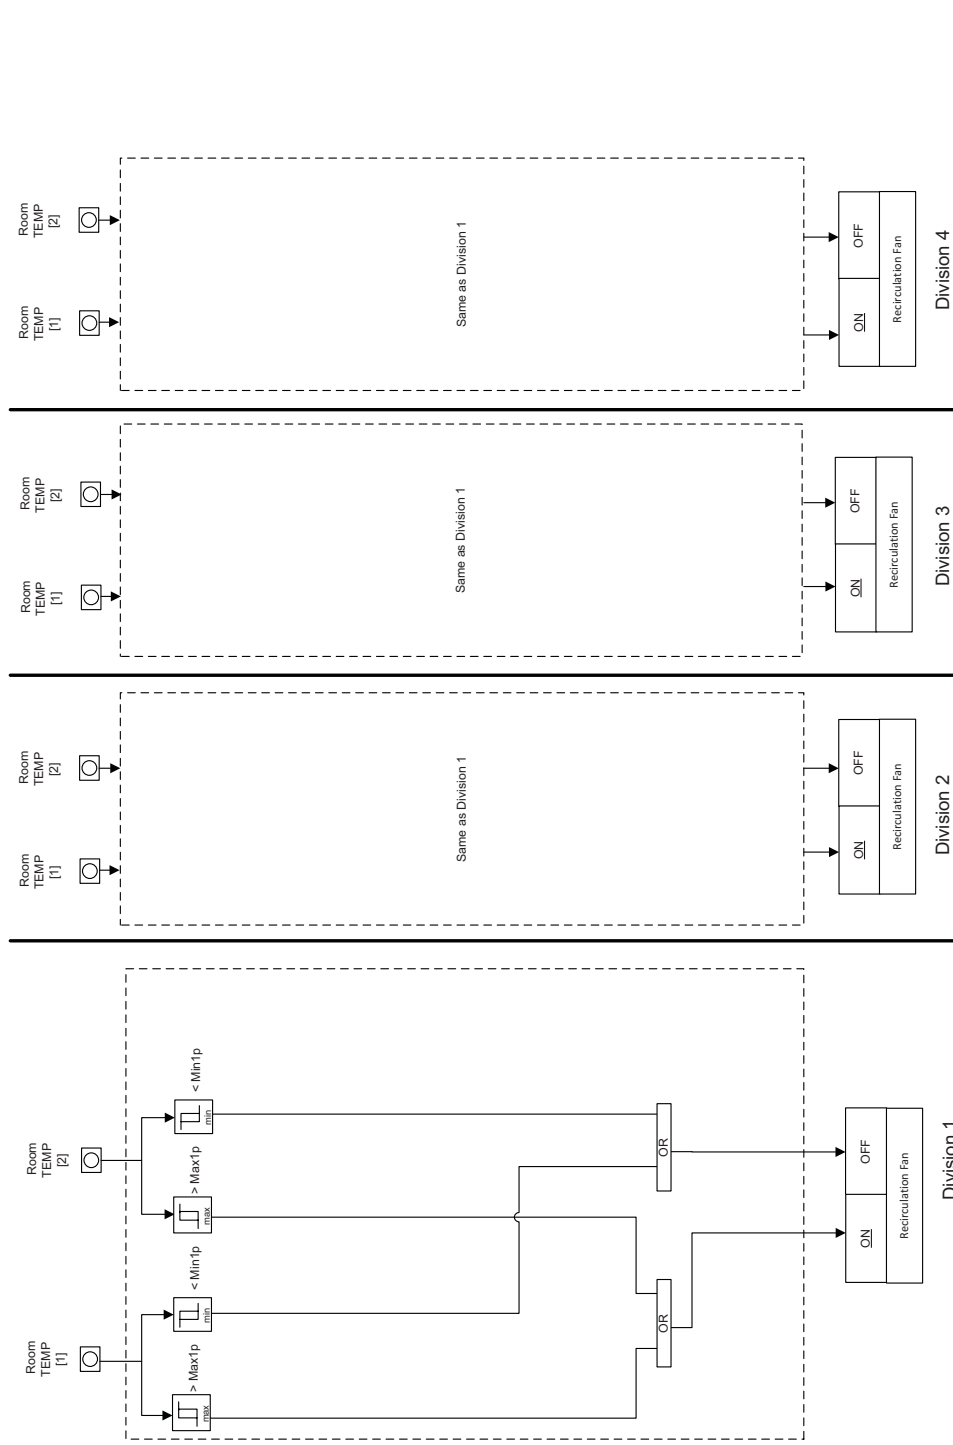 Room
TEMP
[1]
Room
TEMP
[2]
> Max1p
< Min1p
> Max1p
< Min1p
max
min
max
min
OR
OR
ON
OFF
Recirculation Fan
Division 1
Room
TEMP
[1]
Room
TEMP
[2]
Same as Division 1
ON
OFF
Recirculation Fan
Division 2
Room
TEMP
[1]
Room
TEMP
[2]
Same as Division 1
ON
OFF
Recirculation Fan
Division 3
Room
TEMP
[1]
Room
TEMP
[2]
Same as Division 1
ON
OFF
Recirculation Fan
Division 4